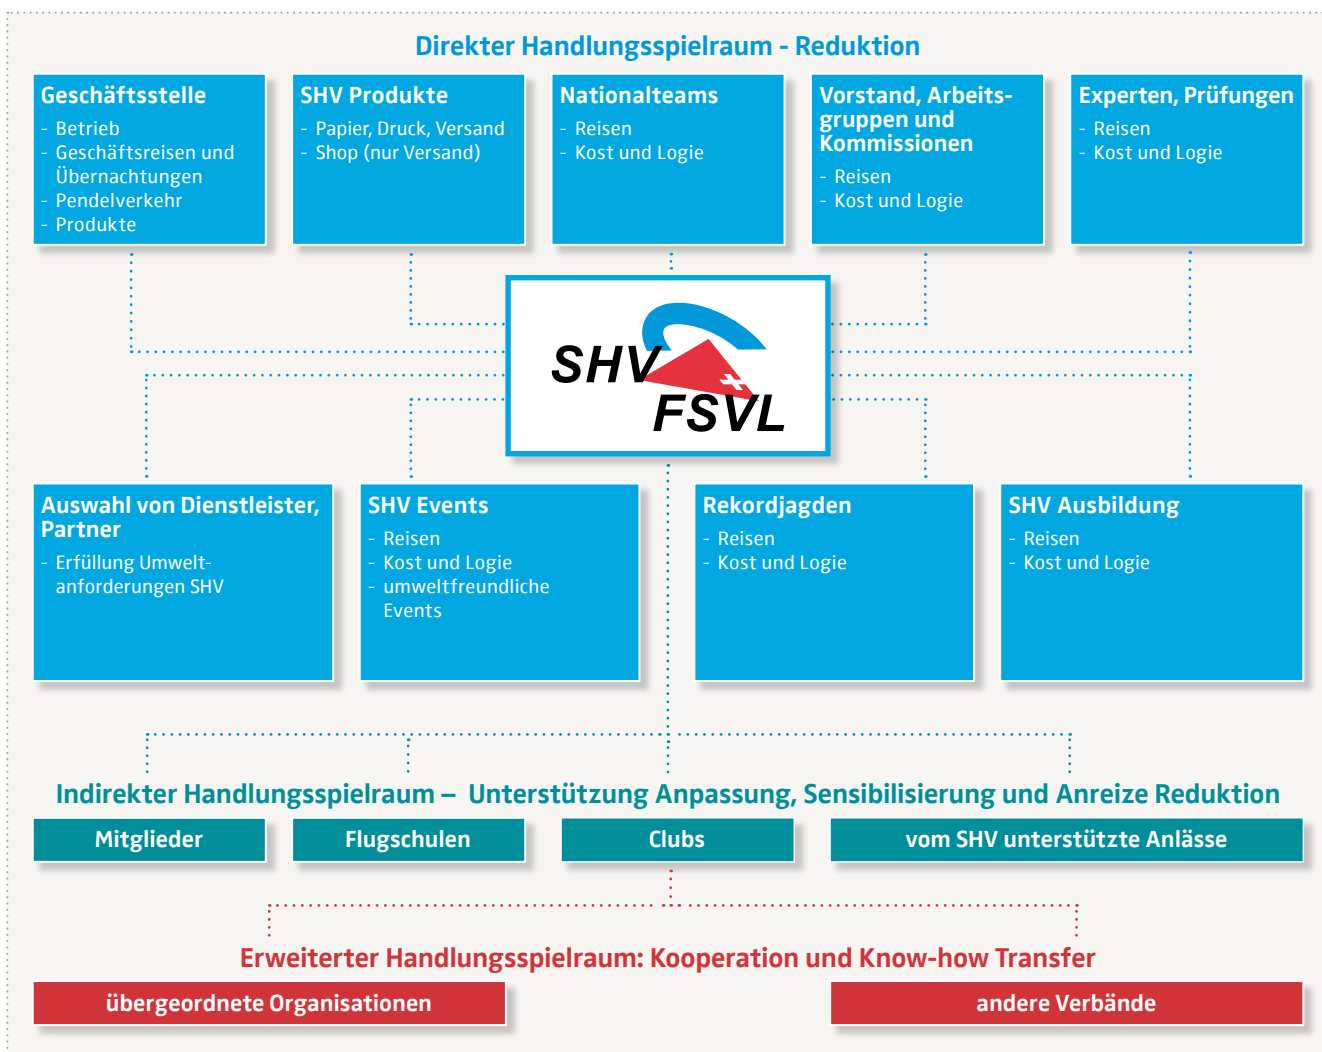 Direkter Handlungsspielraum - Reduktion
Geschäftsstelle
- Betrieb
- Geschäftsreisen und
Übernachtungen
- Pendelverkehr
- Produkte
SHV Produkte
- Papier, Druck, Versand
- Shop (nur Versand)
Nationalteams
- Reisen
- Kost und Logie
Vorstand, Arbeits-
gruppen und
Kommissionen
- Reisen
- Kost und Logie
Experten, Prüfungen
- Reisen
- Kost und Logie
SHV
FSVL
Auswahl von Dienstleister,
Partner
- Erfüllung Umwelt-
anforderungen SHV
SHV Events
- Reisen
- Kost und Logie
- umweltfreundliche
Events
Rekordjagden
- Reisen
- Kost und Logie
SHV Ausbildung
- Reisen
- Kost und Logie
Indirekter Handlungsspielraum – Unterstützung Anpassung, Sensibilisierung und Anreize Reduktion
Mitglieder
Flugschulen
Clubs
vom SHV unterstützte Anlässe
Erweiterter Handlungsspielraum: Kooperation und Know-how Transfer
übergeordnete Organisationen
andere Verbände